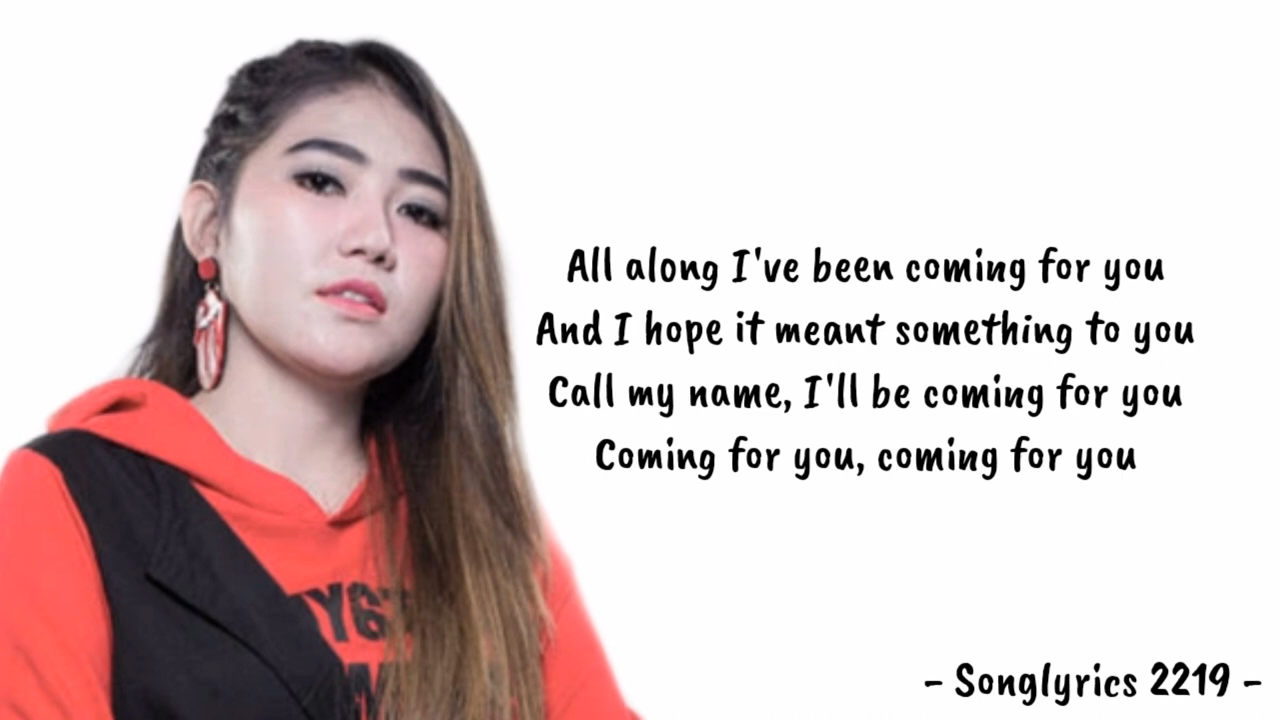 All along I've been coming for you
And I hope it meant something to you
Call my name, I'll be coming for you
Coming for you, coming for you
- Songlyrics 2219 -